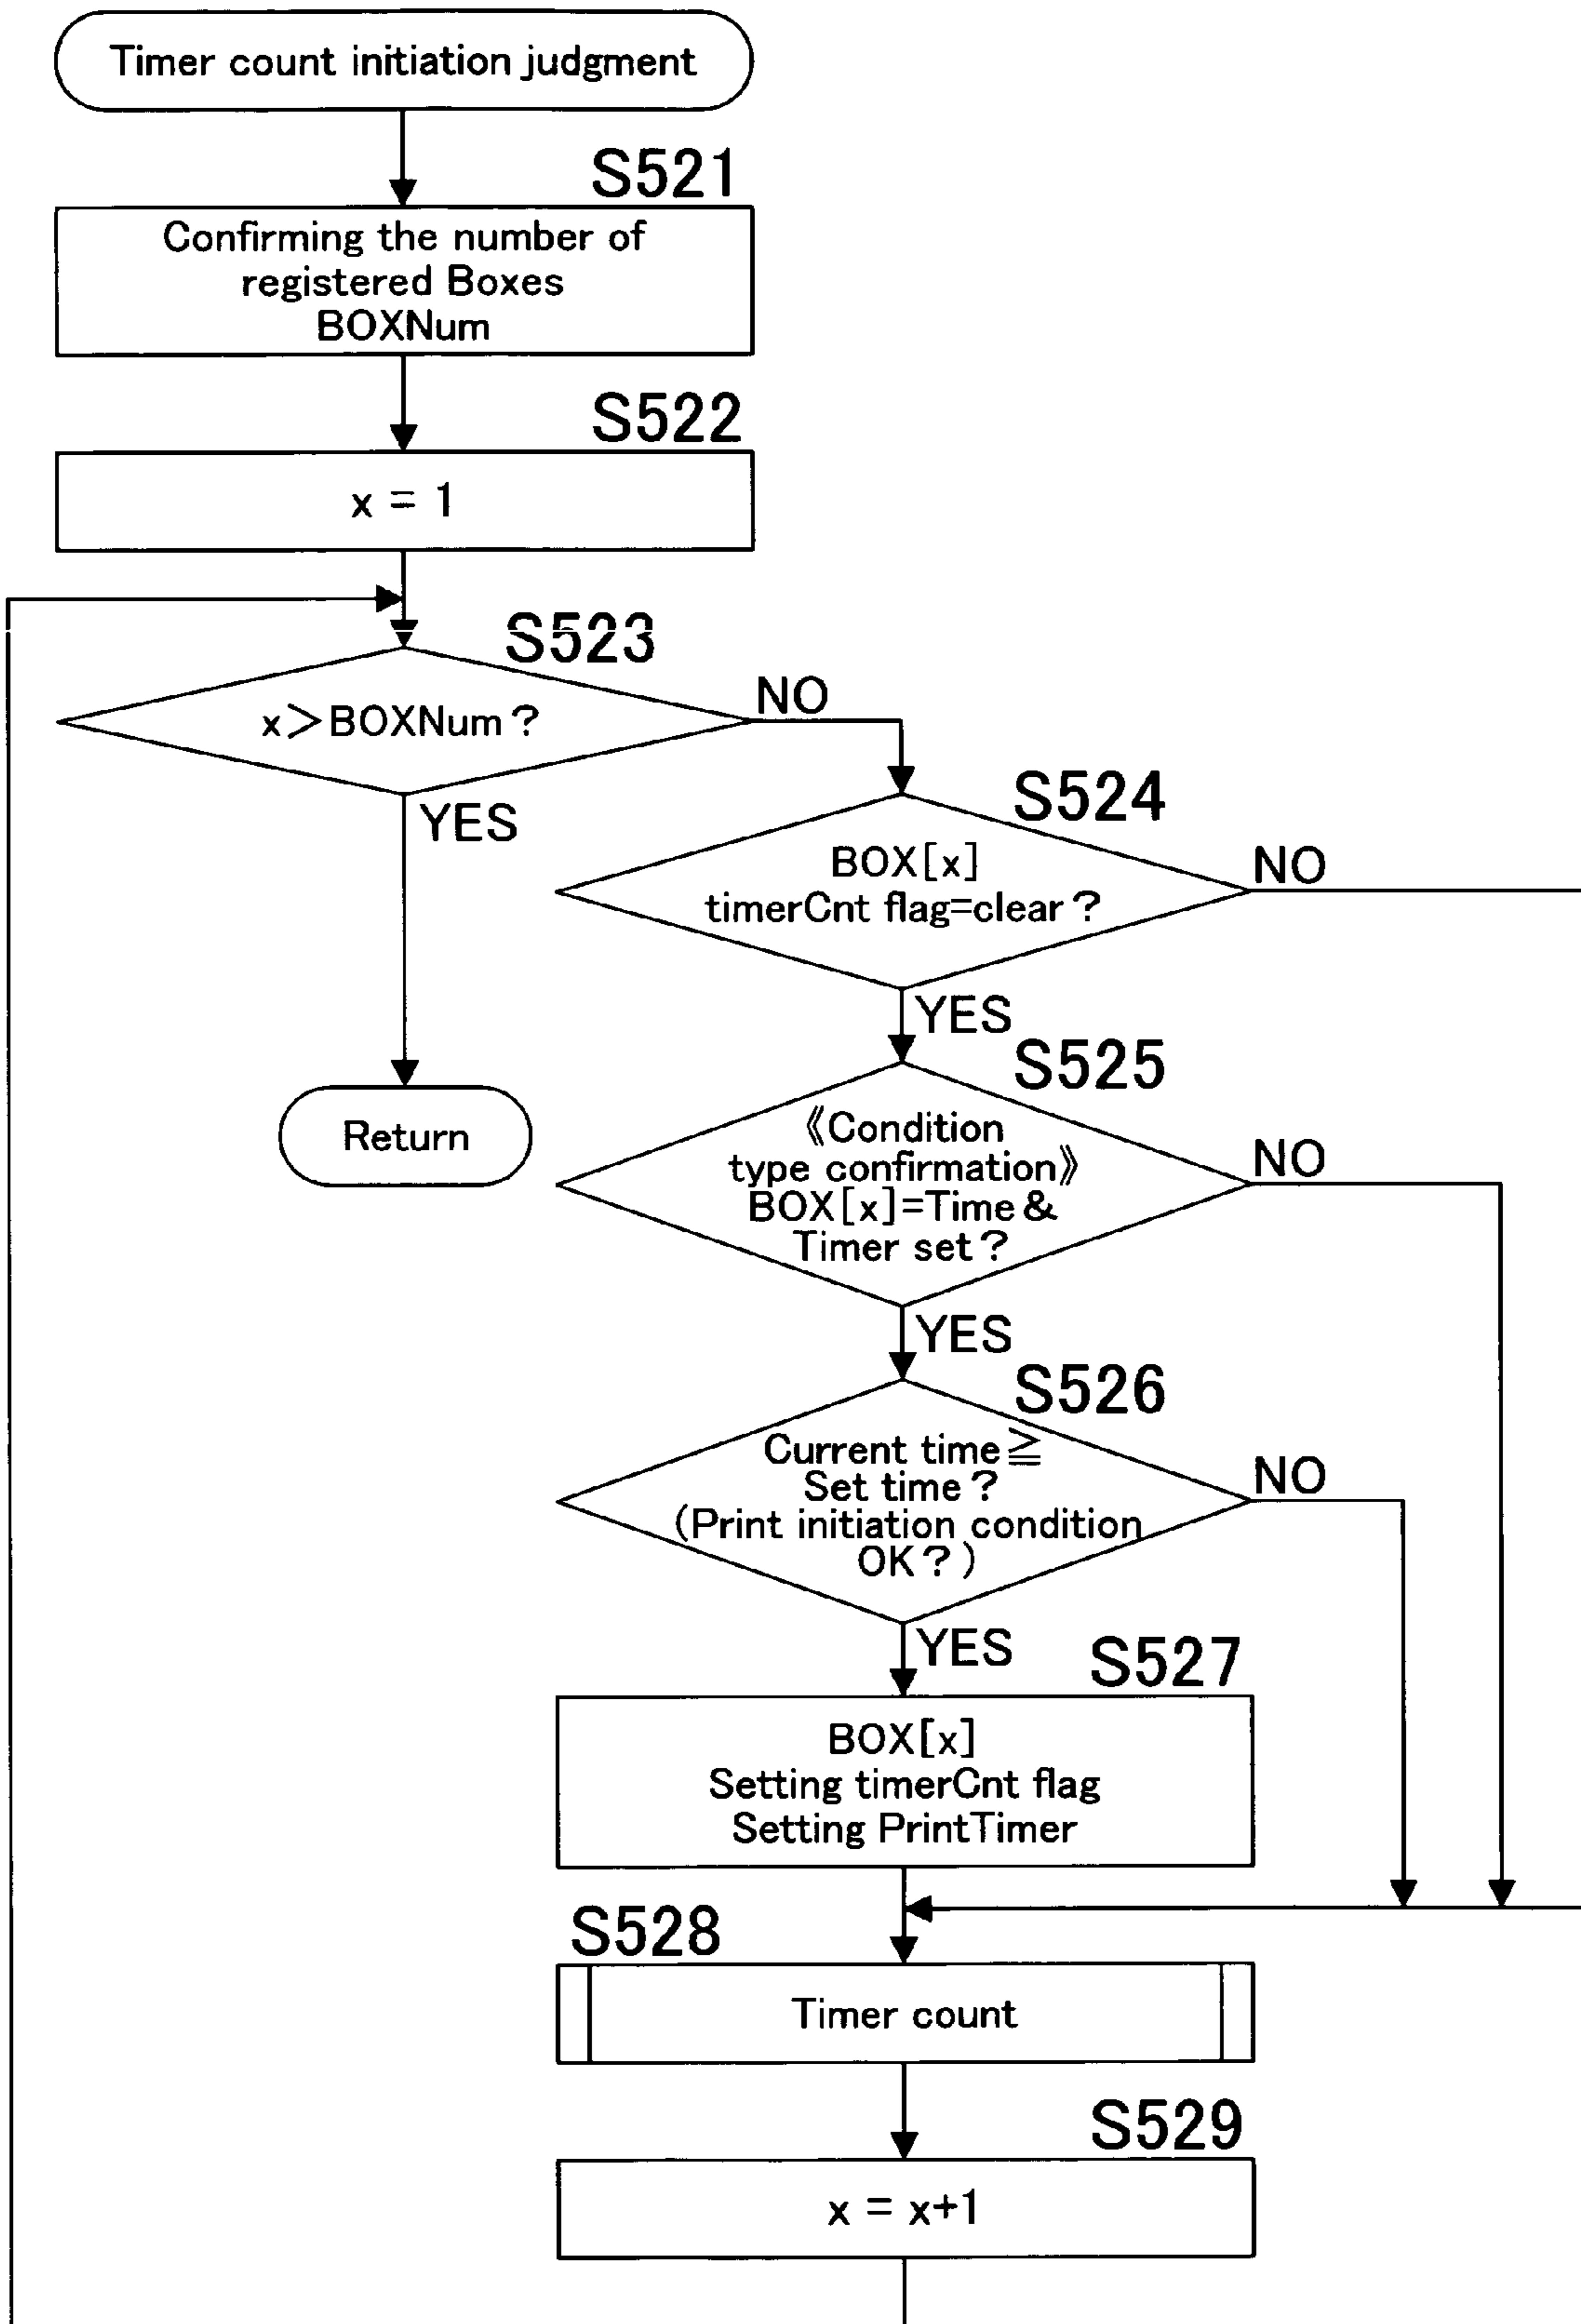 Timer count initiation judgment
S521
Confirming the number of
registered Boxes
BOXNum
S522
x = 1
S523
x＞BOXNum？
NO
YES
Return
S524
BOX[x]
timerCnt flag=clear？
NO
YES
S525
《Condition
type confirmation》
BOX[x]=Time＆
Timer set？
NO
YES
S526
Current time≧
Set time？
(Print initiation condition
OK？)
NO
YES
S527
BOX[x]
Setting timerCnt flag
Setting PrintTimer
S528
Timer count
S529
x = x+1